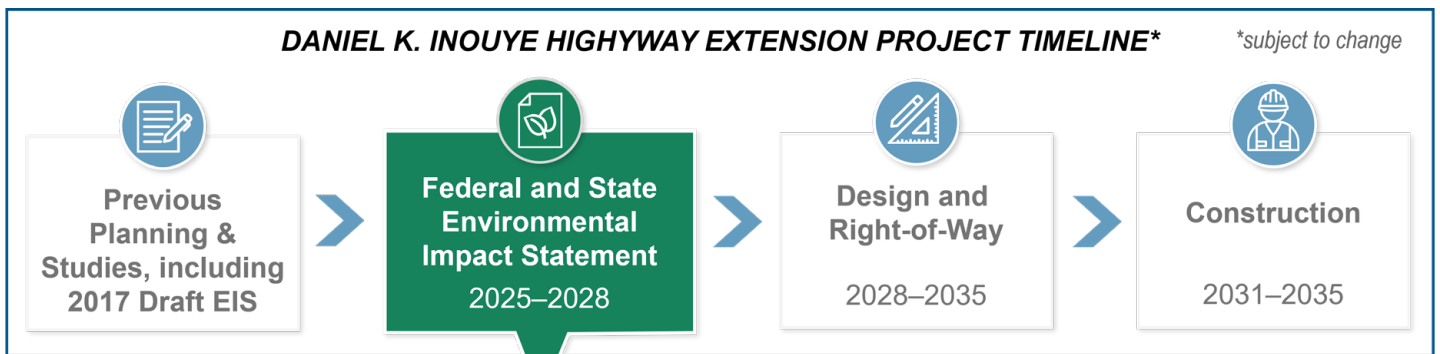 DANIEL K. INOUYE HIGHYWAY EXTENSION PROJECT TIMELINE*
*subject to change
Previous
Planning &
Studies, including
2017 Draft EIS
Federal and State
Environmental
Impact Statement
2025–2028
Design and
Right-of-Way
2028–2035
Construction
2031–2035